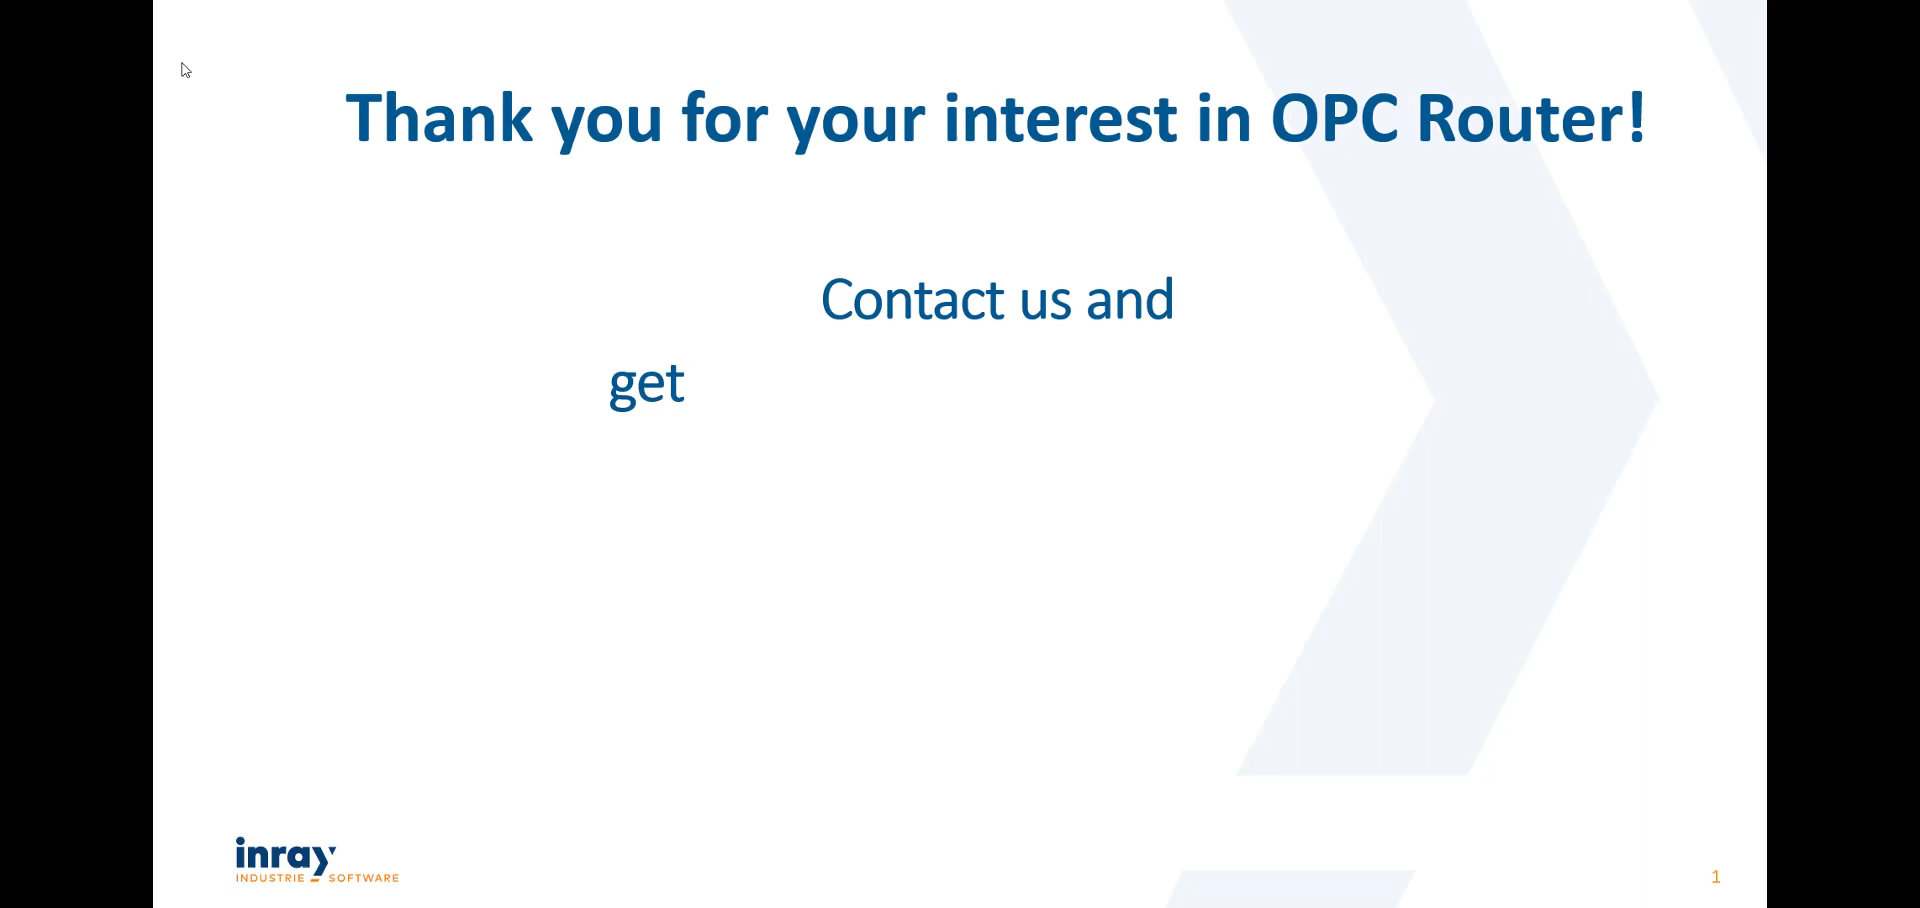 Thank you for your interest in OPC Router!
Contact us and
get
inray
INDUSTRIE SOFTWARE
1